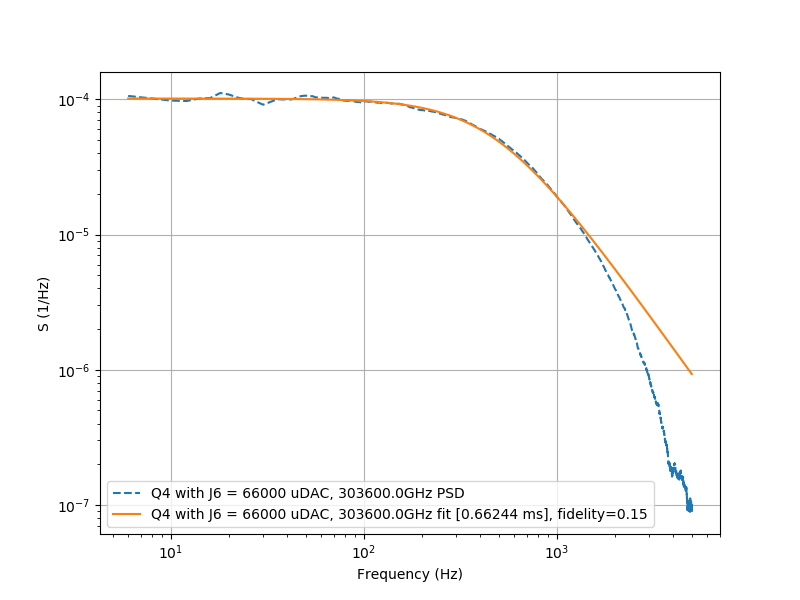 10⁻⁴
10⁻⁵
10⁻⁶
10⁻⁷
S (1/Hz)
Q4 with J6 = 66000 uDAC, 303600.0GHz PSD
Q4 with J6 = 66000 uDAC, 303600.0GHz fit [0.66244 ms], fidelity=0.15
10¹
10²
10³
Frequency (Hz)